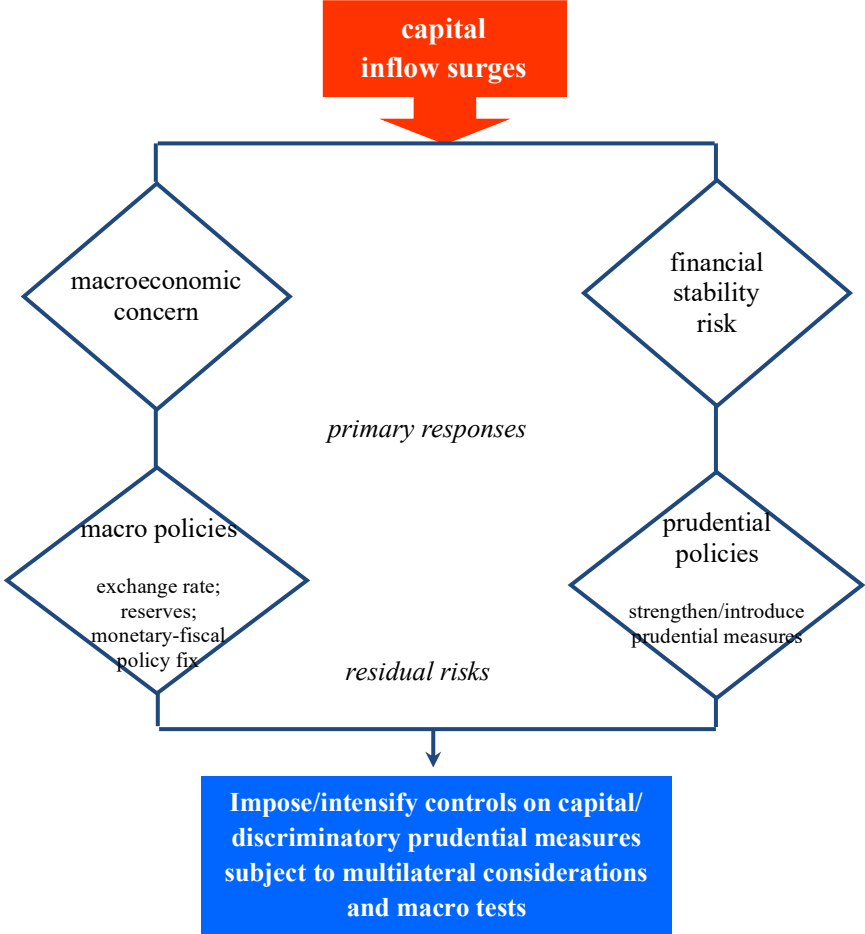 capital
inflow surges
macroeconomic
concern
financial
stability
risk
primary responses
macro policies
exchange rate;
reserves;
monetary-fiscal
policy fix
prudential
policies
strengthen/introduce
prudential measures
residual risks
Impose/intensify controls on capital/
discriminatory prudential measures
subject to multilateral considerations
and macro tests